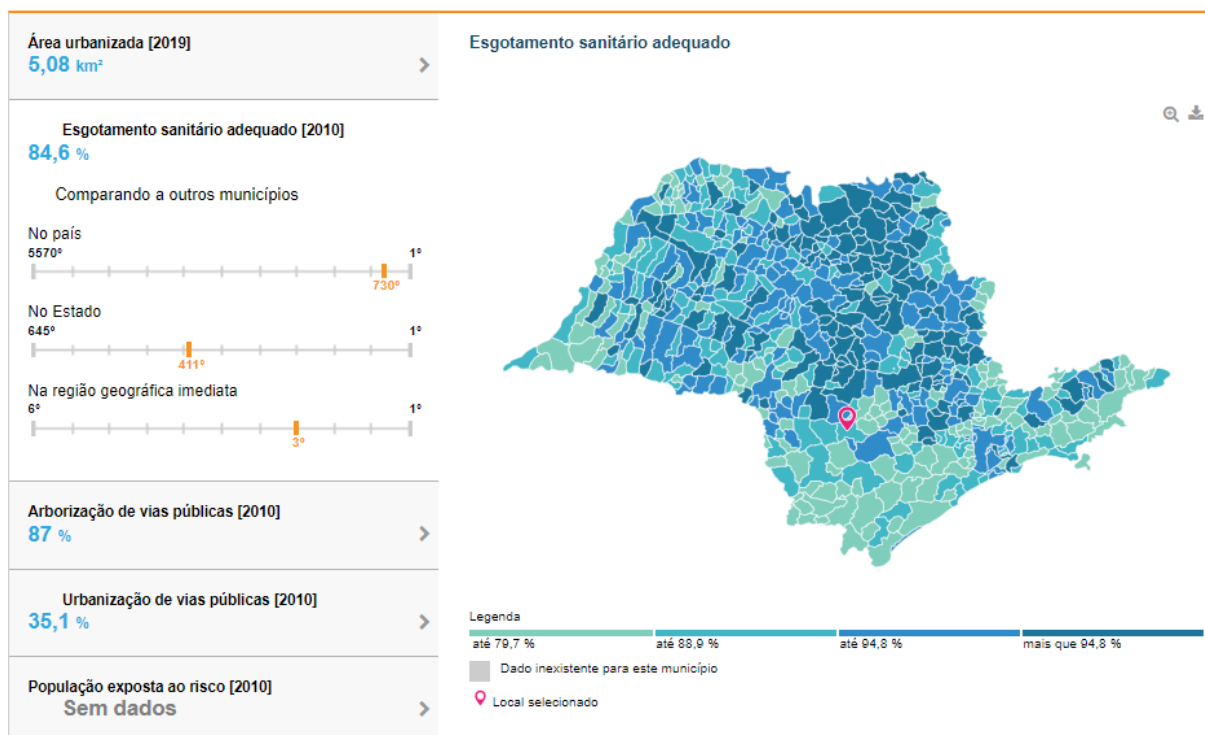 Área urbanizada [2019]
5,08 km²
Esgotamento sanitário adequado [2010]
84,6 %
Comparando a outros municípios
No país
5570º 1º
730º
No Estado
645º 1º
411º
Na região geográfica imediata
6º 1º
3º
Arborização de vias públicas [2010]
87 %
Urbanização de vias públicas [2010]
35,1 %
População exposta ao risco [2010]
Sem dados
Esgotamento sanitário adequado
Legenda
até 79,7 % até 88,9 % até 94,8 % mais que 94,8 %
Dado inexistente para este município
Local selecionado